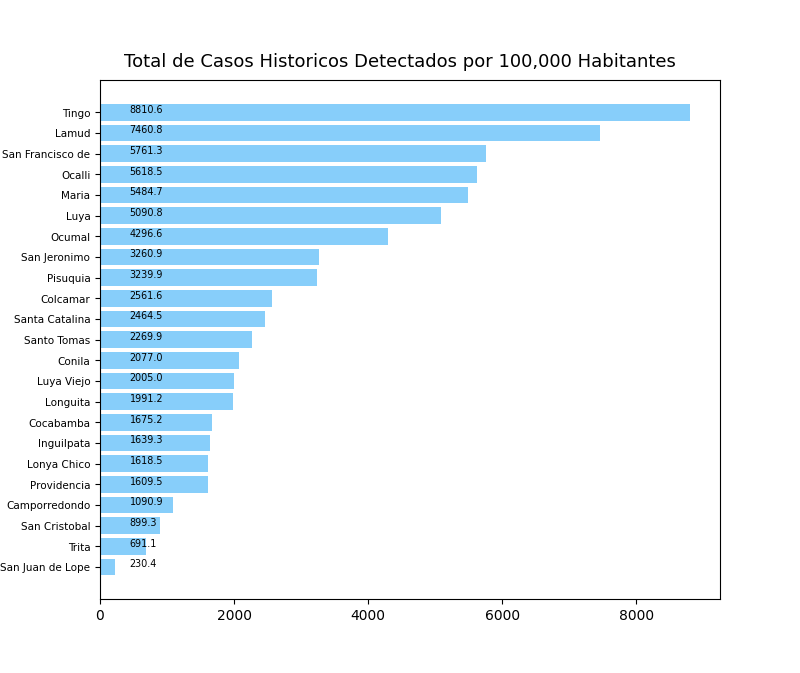 Total de Casos Historicos Detectados por 100,000 Habitantes
Tingo 8810.6
Lamud 7460.8
San Francisco de 5761.3
Ocalli 5618.5
Maria 5484.7
Luya 5090.8
Ocumal 4296.6
San Jeronimo 3260.9
Pisuquia 3239.9
Colcamar 2561.6
Santa Catalina 2464.5
Santo Tomas 2269.9
Conila 2077.0
Luya Viejo 2005.0
Longuita 1991.2
Cocabamba 1675.2
Inguilpata 1639.3
Lonya Chico 1618.5
Providencia 1609.5
Camporredondo 1090.9
San Cristobal 899.3
Trita 691.1
San Juan de Lope 230.4
0 2000 4000 6000 8000